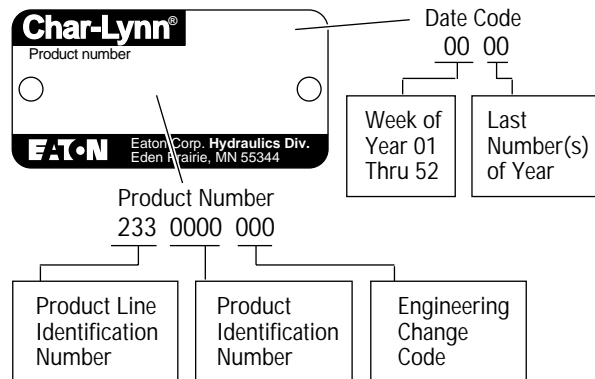 Char-Lynn®
Product number
EATON Eaton Corp. Hydraulics Div.
Eden Prairie, MN 55344
Date Code
00 00
Week of
Year 01
Thru 52
Last
Number(s)
of Year
Product Number
233 0000 000
Product Line
Identification
Number
Product
Identification
Number
Engineering
Change
Code